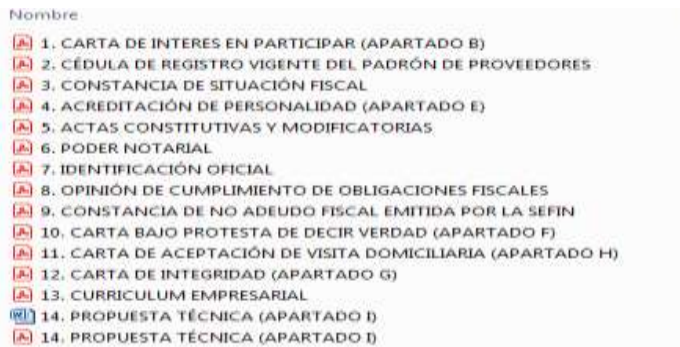 Nombre
1. CARTA DE INTERES EN PARTICIPAR (APARTADO B)
2. CÉDULA DE REGISTRO VIGENTE DEL PADRÓN DE PROVEEDORES
3. CONSTANCIA DE SITUACIÓN FISCAL
4. ACREDITACIÓN DE PERSONALIDAD (APARTADO E)
5. ACTAS CONSTITUTIVAS Y MODIFICATORIAS
6. PODER NOTARIAL
7. IDENTIFICACIÓN OFICIAL
8. OPINIÓN DE CUMPLIMIENTO DE OBLIGACIONES FISCALES
9. CONSTANCIA DE NO ADEUDO FISCAL EMITIDA POR LA SEFIN
10. CARTA BAJO PROTESTA DE DECIR VERDAD (APARTADO F)
11. CARTA DE ACEPTACIÓN DE VISITA DOMICILIARIA (APARTADO H)
12. CARTA DE INTEGRIDAD (APARTADO G)
13. CURRICULUM EMPRESARIAL
14. PROPUESTA TÉCNICA (APARTADO I)
14. PROPUESTA TÉCNICA (APARTADO I)